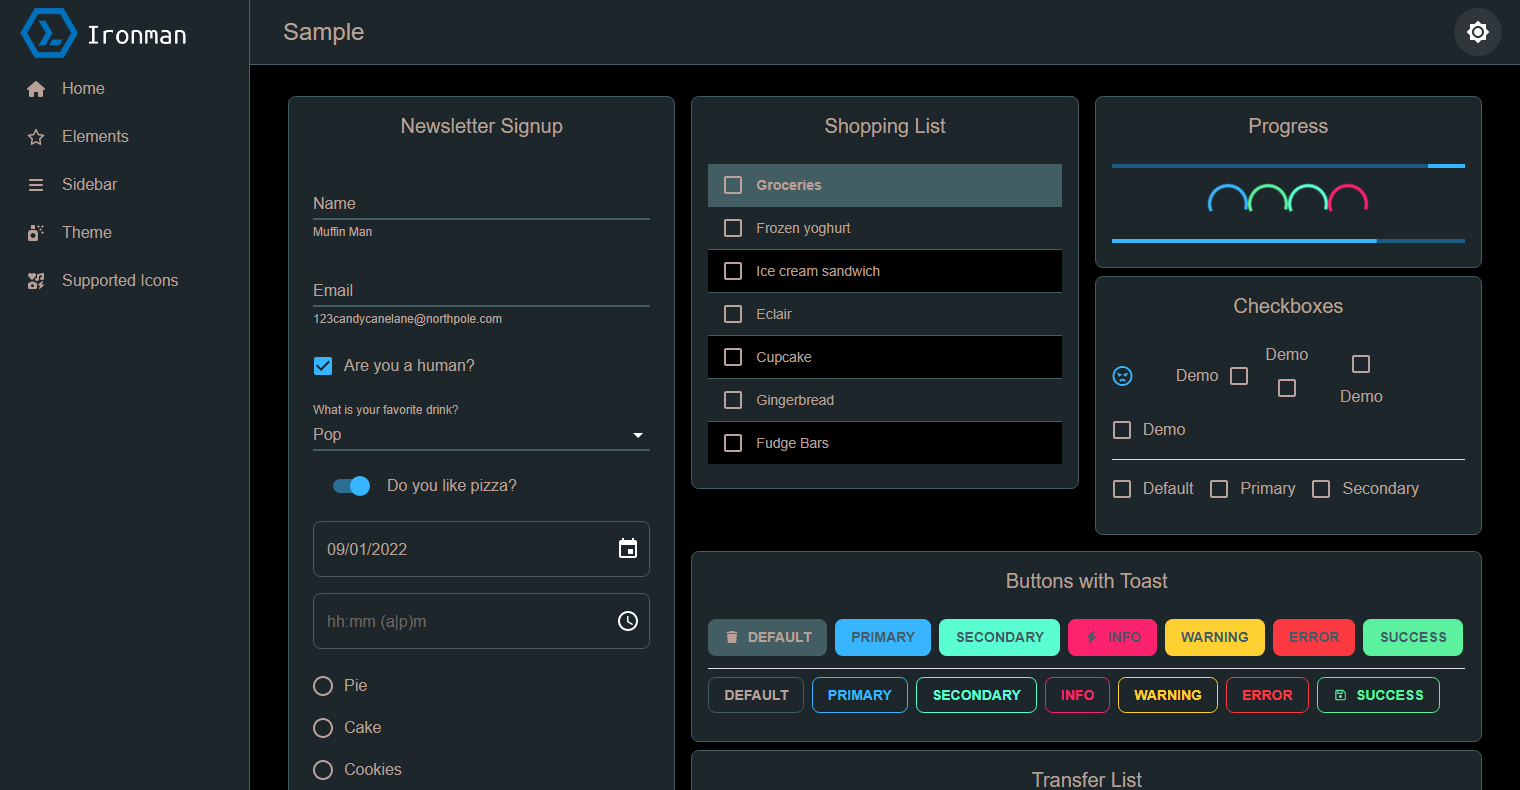 Ironman
Home
Elements
Sidebar
Theme
Supported Icons
Sample
Newsletter Signup
Name
Muffin Man
Email
123candycanelane@northpole.com
Are you a human?
What is your favorite drink?
Pop
Do you like pizza?
09/01/2022
hh:mm (a|p)m
Pie
Cake
Cookies
Shopping List
Groceries
Frozen yoghurt
Ice cream sandwich
Eclair
Cupcake
Gingerbread
Fudge Bars
Progress
Checkboxes
Demo
Demo
Demo
Demo
Default Primary Secondary
Buttons with Toast
DEFAULT PRIMARY SECONDARY INFO WARNING ERROR SUCCESS
DEFAULT PRIMARY SECONDARY INFO WARNING ERROR SUCCESS
Transfer List